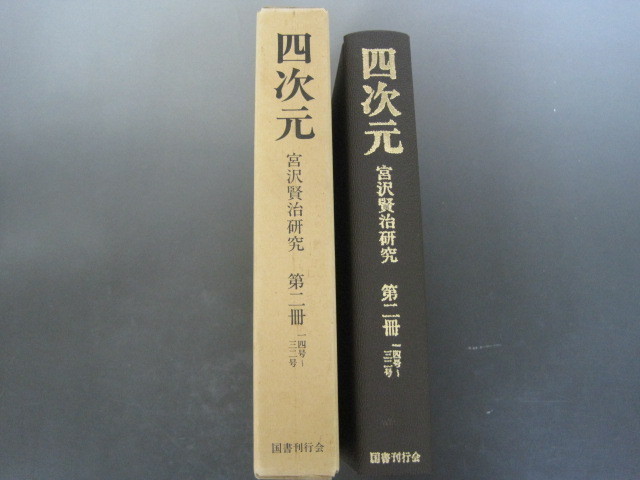 四次元
宮沢賢治研究
第二冊
一四号~
三二号
国書刊行会
四次元
宮沢賢治研究
第二冊
一四号~
三二号
国書刊行会